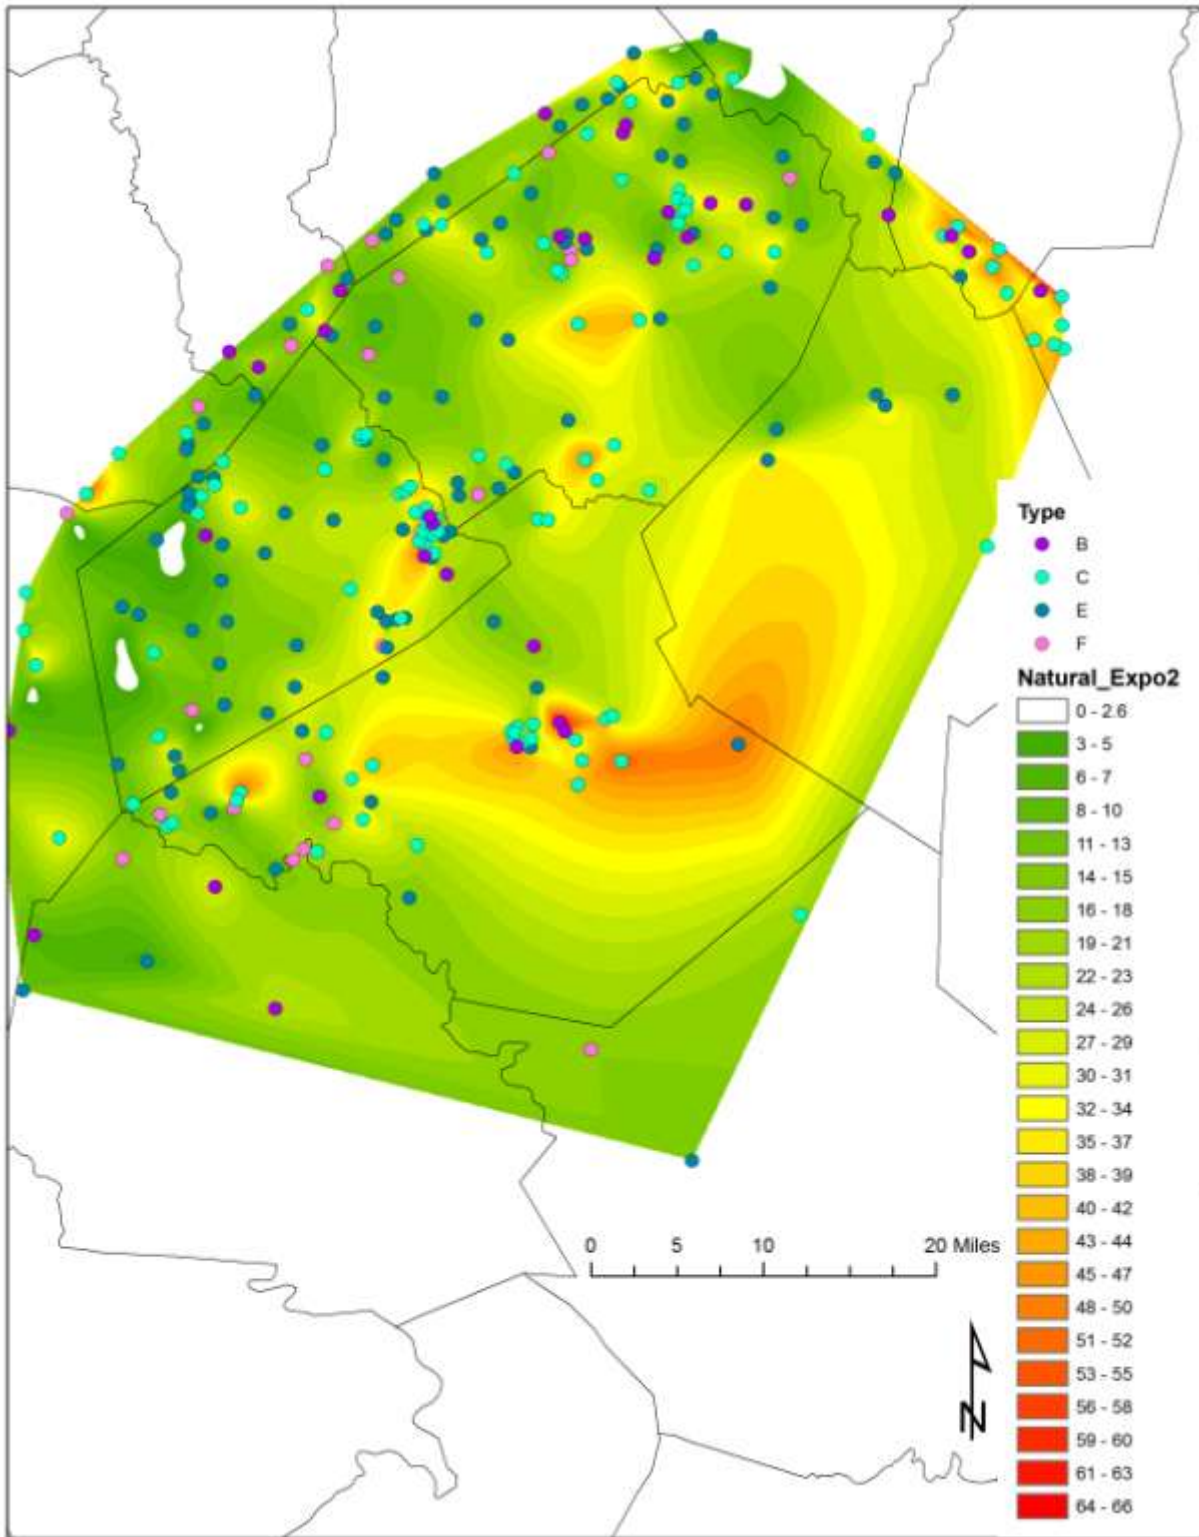 Type
B
C
E
F
Natural_Expo2
0 - 2.6
3 - 5
6 - 7
8 - 10
11 - 13
14 - 15
16 - 18
19 - 21
22 - 23
24 - 26
27 - 29
30 - 31
32 - 34
35 - 37
38 - 39
40 - 42
43 - 44
45 - 47
48 - 50
51 - 52
53 - 55
56 - 58
59 - 60
61 - 63
64 - 66
0 5 10 20 Miles
N